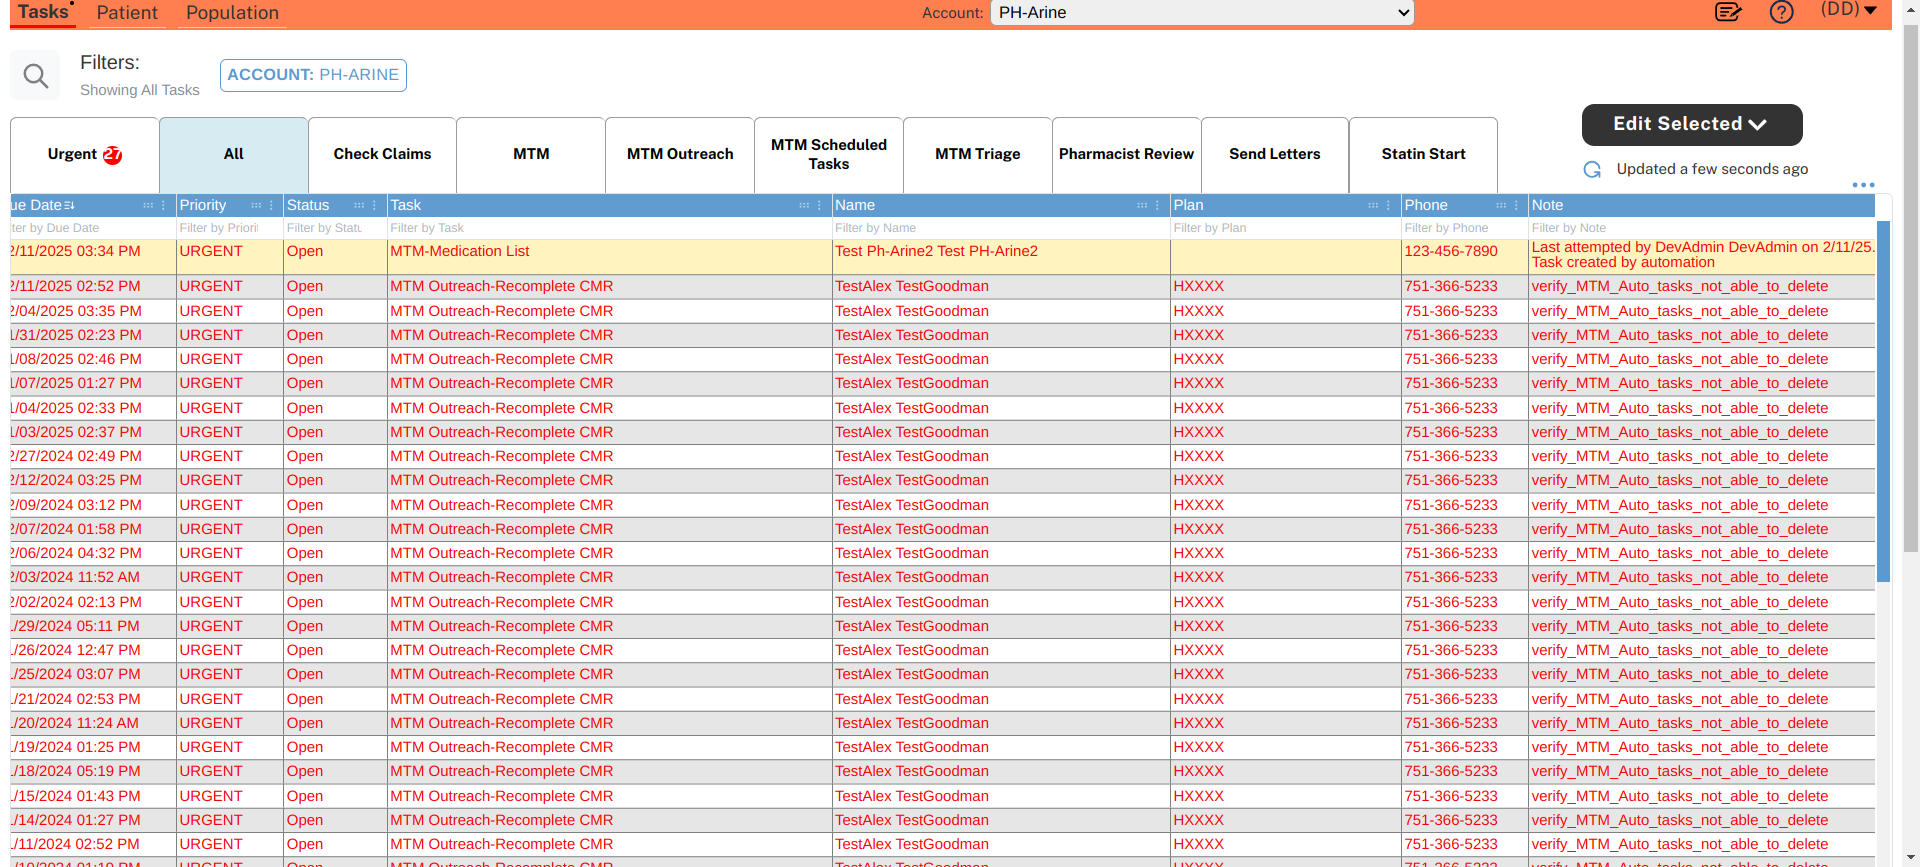 Tasks Patient Population Account: PH-Arine (DD)
Filters:
Showing All Tasks
ACCOUNT: PH-ARINE
Edit Selected
Updated a few seconds ago
Urgent 27 All Check Claims MTM MTM Outreach MTM Scheduled Tasks MTM Triage Pharmacist Review Send Letters Statin Start
ue Date Priority Status Task Name Plan Phone Note
ter by Due Date Filter by Priori Filter by Statu Filter by Task Filter by Name Filter by Plan Filter by Phone Filter by Note
2/11/2025 03:34 PM URGENT Open MTM-Medication List Test Ph-Arine2 Test PH-Arine2 123-456-7890 Last attempted by DevAdmin DevAdmin on 2/11/25.
Task created by automation
2/11/2025 02:52 PM URGENT Open MTM Outreach-Recomplete CMR TestAlex TestGoodman HXXXX 751-366-5233 verify_MTM_Auto_tasks_not_able_to_delete
2/04/2025 03:35 PM URGENT Open MTM Outreach-Recomplete CMR TestAlex TestGoodman HXXXX 751-366-5233 verify_MTM_Auto_tasks_not_able_to_delete
1/31/2025 02:23 PM URGENT Open MTM Outreach-Recomplete CMR TestAlex TestGoodman HXXXX 751-366-5233 verify_MTM_Auto_tasks_not_able_to_delete
1/08/2025 02:46 PM URGENT Open MTM Outreach-Recomplete CMR TestAlex TestGoodman HXXXX 751-366-5233 verify_MTM_Auto_tasks_not_able_to_delete
1/07/2025 01:27 PM URGENT Open MTM Outreach-Recomplete CMR TestAlex TestGoodman HXXXX 751-366-5233 verify_MTM_Auto_tasks_not_able_to_delete
1/04/2025 02:33 PM URGENT Open MTM Outreach-Recomplete CMR TestAlex TestGoodman HXXXX 751-366-5233 verify_MTM_Auto_tasks_not_able_to_delete
1/03/2025 02:37 PM URGENT Open MTM Outreach-Recomplete CMR TestAlex TestGoodman HXXXX 751-366-5233 verify_MTM_Auto_tasks_not_able_to_delete
2/27/2024 02:49 PM URGENT Open MTM Outreach-Recomplete CMR TestAlex TestGoodman HXXXX 751-366-5233 verify_MTM_Auto_tasks_not_able_to_delete
2/12/2024 03:25 PM URGENT Open MTM Outreach-Recomplete CMR TestAlex TestGoodman HXXXX 751-366-5233 verify_MTM_Auto_tasks_not_able_to_delete
2/09/2024 03:12 PM URGENT Open MTM Outreach-Recomplete CMR TestAlex TestGoodman HXXXX 751-366-5233 verify_MTM_Auto_tasks_not_able_to_delete
2/07/2024 01:58 PM URGENT Open MTM Outreach-Recomplete CMR TestAlex TestGoodman HXXXX 751-366-5233 verify_MTM_Auto_tasks_not_able_to_delete
2/06/2024 04:32 PM URGENT Open MTM Outreach-Recomplete CMR TestAlex TestGoodman HXXXX 751-366-5233 verify_MTM_Auto_tasks_not_able_to_delete
2/03/2024 11:52 AM URGENT Open MTM Outreach-Recomplete CMR TestAlex TestGoodman HXXXX 751-366-5233 verify_MTM_Auto_tasks_not_able_to_delete
2/02/2024 02:13 PM URGENT Open MTM Outreach-Recomplete CMR TestAlex TestGoodman HXXXX 751-366-5233 verify_MTM_Auto_tasks_not_able_to_delete
/29/2024 05:11 PM URGENT Open MTM Outreach-Recomplete CMR TestAlex TestGoodman HXXXX 751-366-5233 verify_MTM_Auto_tasks_not_able_to_delete
/26/2024 12:47 PM URGENT Open MTM Outreach-Recomplete CMR TestAlex TestGoodman HXXXX 751-366-5233 verify_MTM_Auto_tasks_not_able_to_delete
/25/2024 03:07 PM URGENT Open MTM Outreach-Recomplete CMR TestAlex TestGoodman HXXXX 751-366-5233 verify_MTM_Auto_tasks_not_able_to_delete
/21/2024 02:53 PM URGENT Open MTM Outreach-Recomplete CMR TestAlex TestGoodman HXXXX 751-366-5233 verify_MTM_Auto_tasks_not_able_to_delete
/20/2024 11:24 AM URGENT Open MTM Outreach-Recomplete CMR TestAlex TestGoodman HXXXX 751-366-5233 verify_MTM_Auto_tasks_not_able_to_delete
/19/2024 01:25 PM URGENT Open MTM Outreach-Recomplete CMR TestAlex TestGoodman HXXXX 751-366-5233 verify_MTM_Auto_tasks_not_able_to_delete
/18/2024 05:19 PM URGENT Open MTM Outreach-Recomplete CMR TestAlex TestGoodman HXXXX 751-366-5233 verify_MTM_Auto_tasks_not_able_to_delete
/15/2024 01:43 PM URGENT Open MTM Outreach-Recomplete CMR TestAlex TestGoodman HXXXX 751-366-5233 verify_MTM_Auto_tasks_not_able_to_delete
/14/2024 01:27 PM URGENT Open MTM Outreach-Recomplete CMR TestAlex TestGoodman HXXXX 751-366-5233 verify_MTM_Auto_tasks_not_able_to_delete
/11/2024 02:52 PM URGENT Open MTM Outreach-Recomplete CMR TestAlex TestGoodman HXXXX 751-366-5233 verify_MTM_Auto_tasks_not_able_to_delete